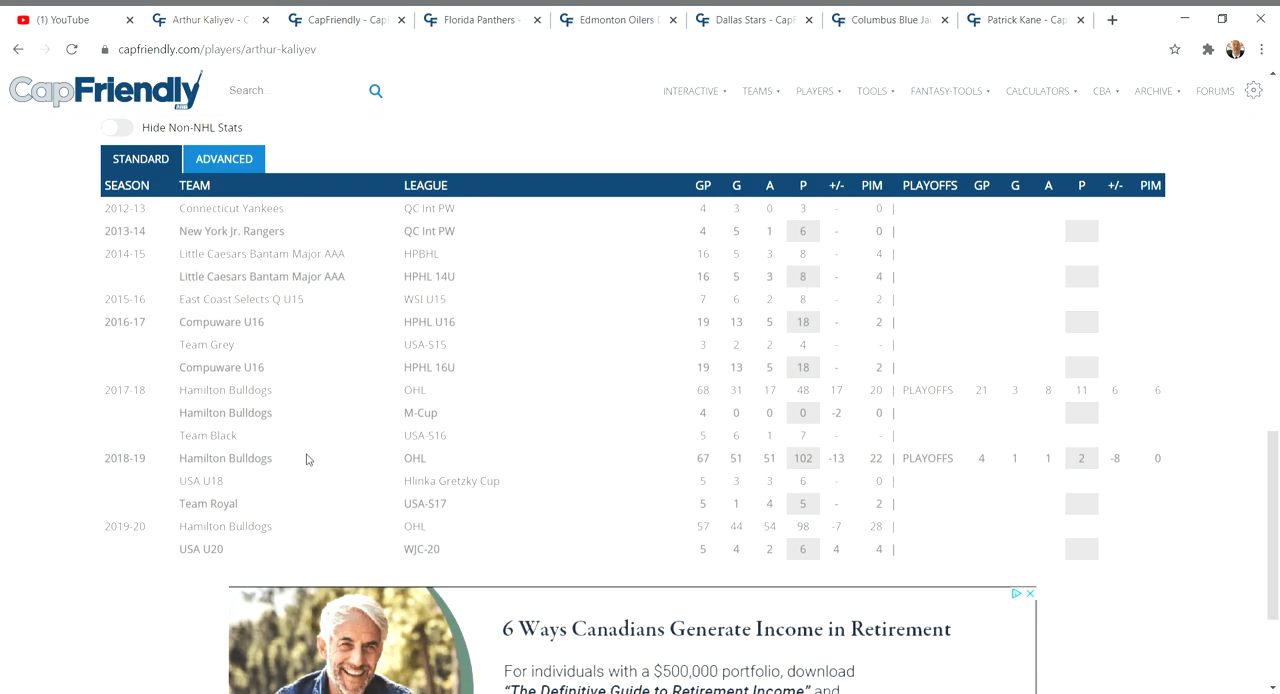 (1) YouTube × Arthur Kaliyev - C × CapFriendly - Cap × Florida Panthers - × Edmonton Oilers D × Dallas Stars - CapF × Columbus Blue Ja × Patrick Kane - Cap × +
capfriendly.com/players/arthur-kaliyev
CapFriendly Search... INTERACTIVE TEAMS PLAYERS TOOLS FANTASY-TOOLS CALCULATORS CBA ARCHIVE FORUMS
Hide Non-NHL Stats
STANDARD ADVANCED
SEASON TEAM LEAGUE GP G A P +/- PIM PLAYOFFS GP G A P +/- PIM
2012-13 Connecticut Yankees QC Int PW 4 3 0 3 - 0 |
2013-14 New York Jr. Rangers QC Int PW 4 5 1 6 - 0 |
2014-15 Little Caesars Bantam Major AAA HPBHL 16 5 3 8 - 4 |
Little Caesars Bantam Major AAA HPHL 14U 16 5 3 8 - 4 |
2015-16 East Coast Selects Q U15 WSI U15 7 6 2 8 - 2 |
2016-17 Compuware U16 HPHL U16 19 13 5 18 - 2 |
Team Grey USA-S15 3 2 2 4 - - |
Compuware U16 HPHL 16U 19 13 5 18 - 2 |
2017-18 Hamilton Bulldogs OHL 68 31 17 48 17 20 | PLAYOFFS 21 3 8 11 6 6
Hamilton Bulldogs M-Cup 4 0 0 0 -2 0 |
Team Black USA-S16 5 6 1 7 - - |
2018-19 Hamilton Bulldogs OHL 67 51 51 102 -13 22 | PLAYOFFS 4 1 1 2 -8 0
USA U18 Hlinka Gretzky Cup 5 3 3 6 - 0 |
Team Royal USA-S17 5 1 4 5 - 2 |
2019-20 Hamilton Bulldogs OHL 57 44 54 98 -7 28 |
USA U20 WJC-20 5 4 2 6 4 4 |
6 Ways Canadians Generate Income in Retirement
For individuals with a $500,000 portfolio, download
"The Definitive Guide to Retirement Income" and